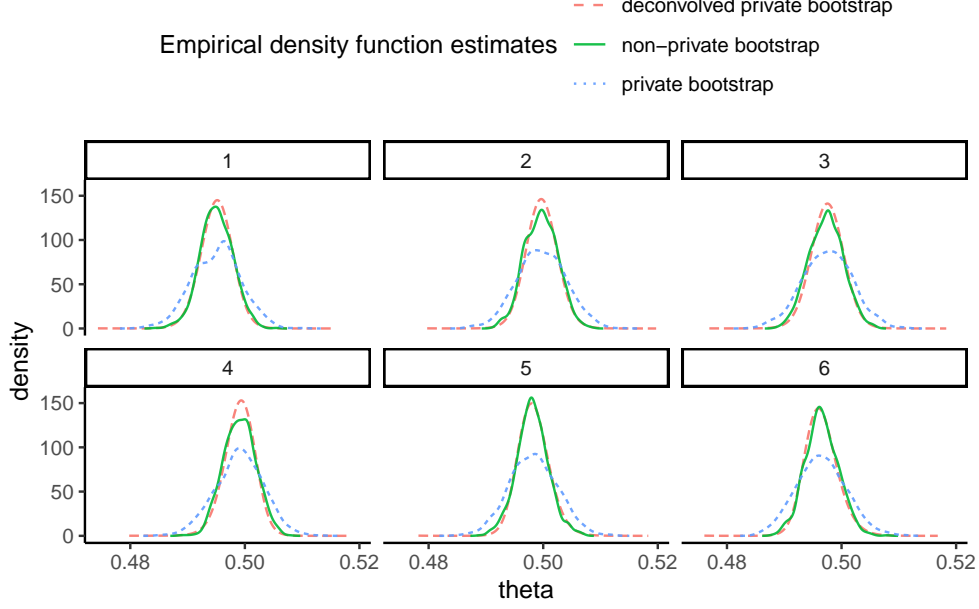 deconvolved private bootstrap
Empirical density function estimates
non−private bootstrap
private bootstrap
1 2 3
150
100
50
0
density
4 5 6
150
100
50
0
0.48 0.50 0.52 0.48 0.50 0.52 0.48 0.50 0.52
theta